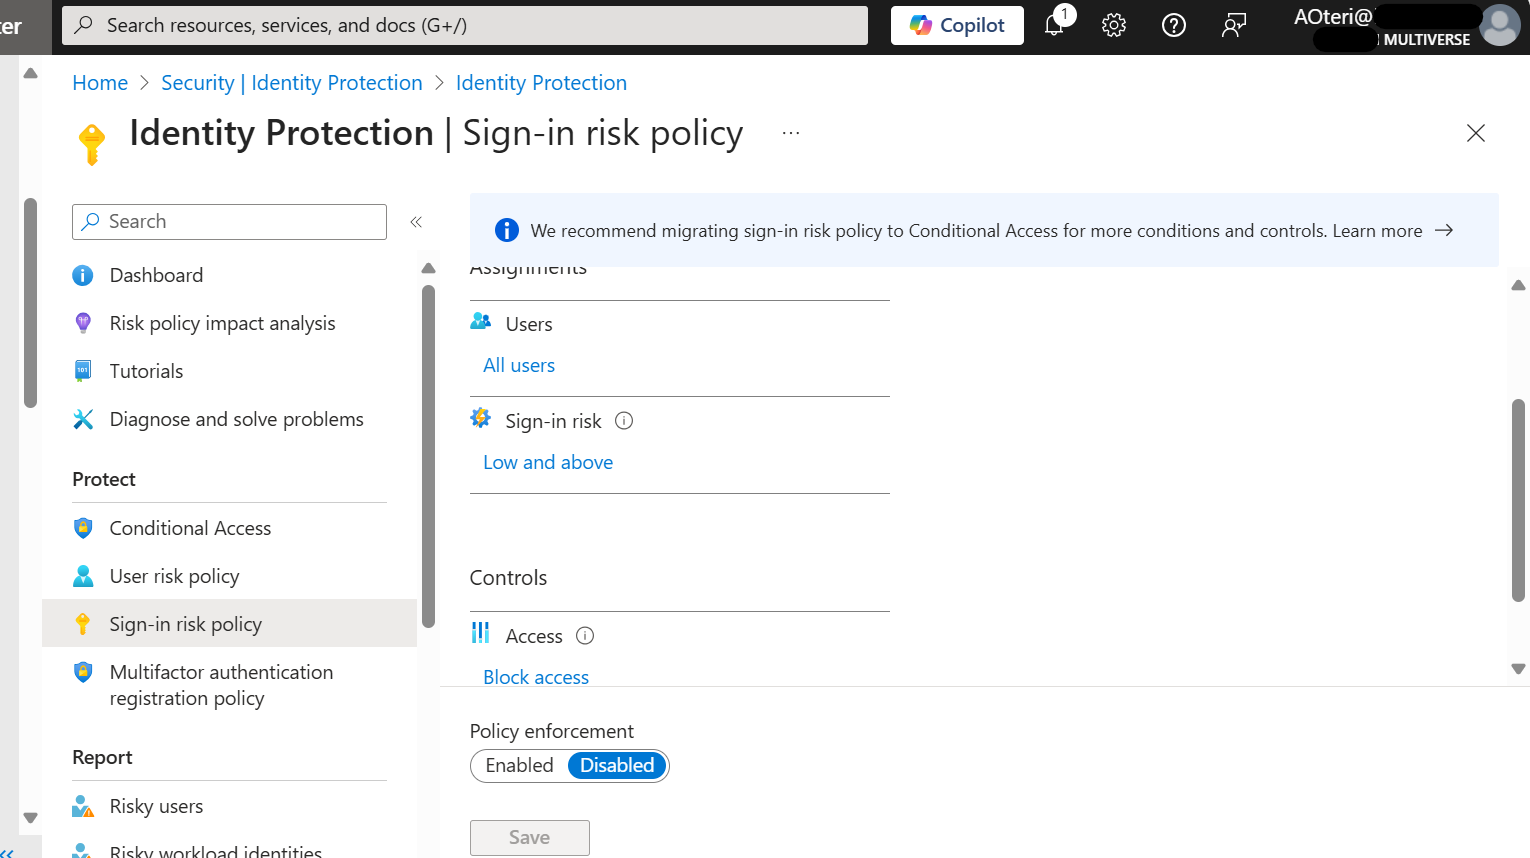 er
Search resources, services, and docs (G+/)
Copilot
1
AOteri@
MULTIVERSE
Home > Security | Identity Protection > Identity Protection
Identity Protection | Sign-in risk policy ...
Search
Dashboard
Risk policy impact analysis
Tutorials
Diagnose and solve problems
Protect
Conditional Access
User risk policy
Sign-in risk policy
Multifactor authentication
registration policy
Report
Risky users
Risky workload identities
We recommend migrating sign-in risk policy to Conditional Access for more conditions and controls. Learn more →
Assignments
Users
All users
Sign-in risk
Low and above
Controls
Access
Block access
Policy enforcement
Enabled Disabled
Save